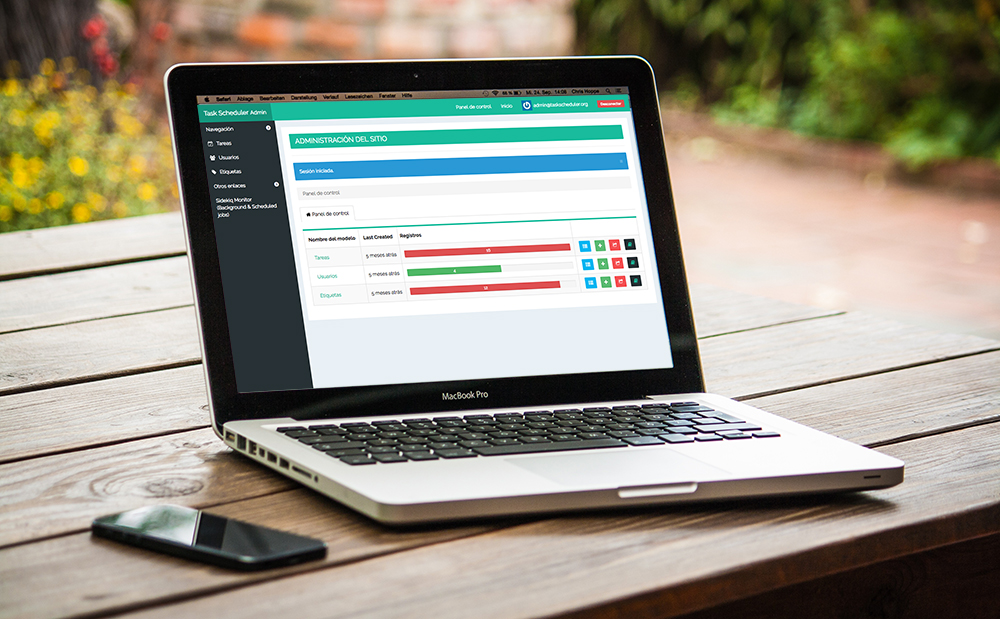 Safari Ablage Bearbeiten Darstellung Verlauf Lesezeichen Fenster Hilfe Mi. 24. Sep. 14:06 Chris Hoppe
Task Scheduler Admin Panel de control Inicio admin@taskscheduler.org Desconectar
Navegación
Tareas
Usuarios
Etiquetas
Otros enlaces
Sidekiq Monitor
(Background & Scheduled
jobs)
ADMINISTRACIÓN DEL SITIO
Sesión iniciada.
Panel de control
Panel de control
Nombre del modelo Last Created Registros
Tareas 5 meses atrás
Usuarios 5 meses atrás
Etiquetas 5 meses atrás
MacBook Pro